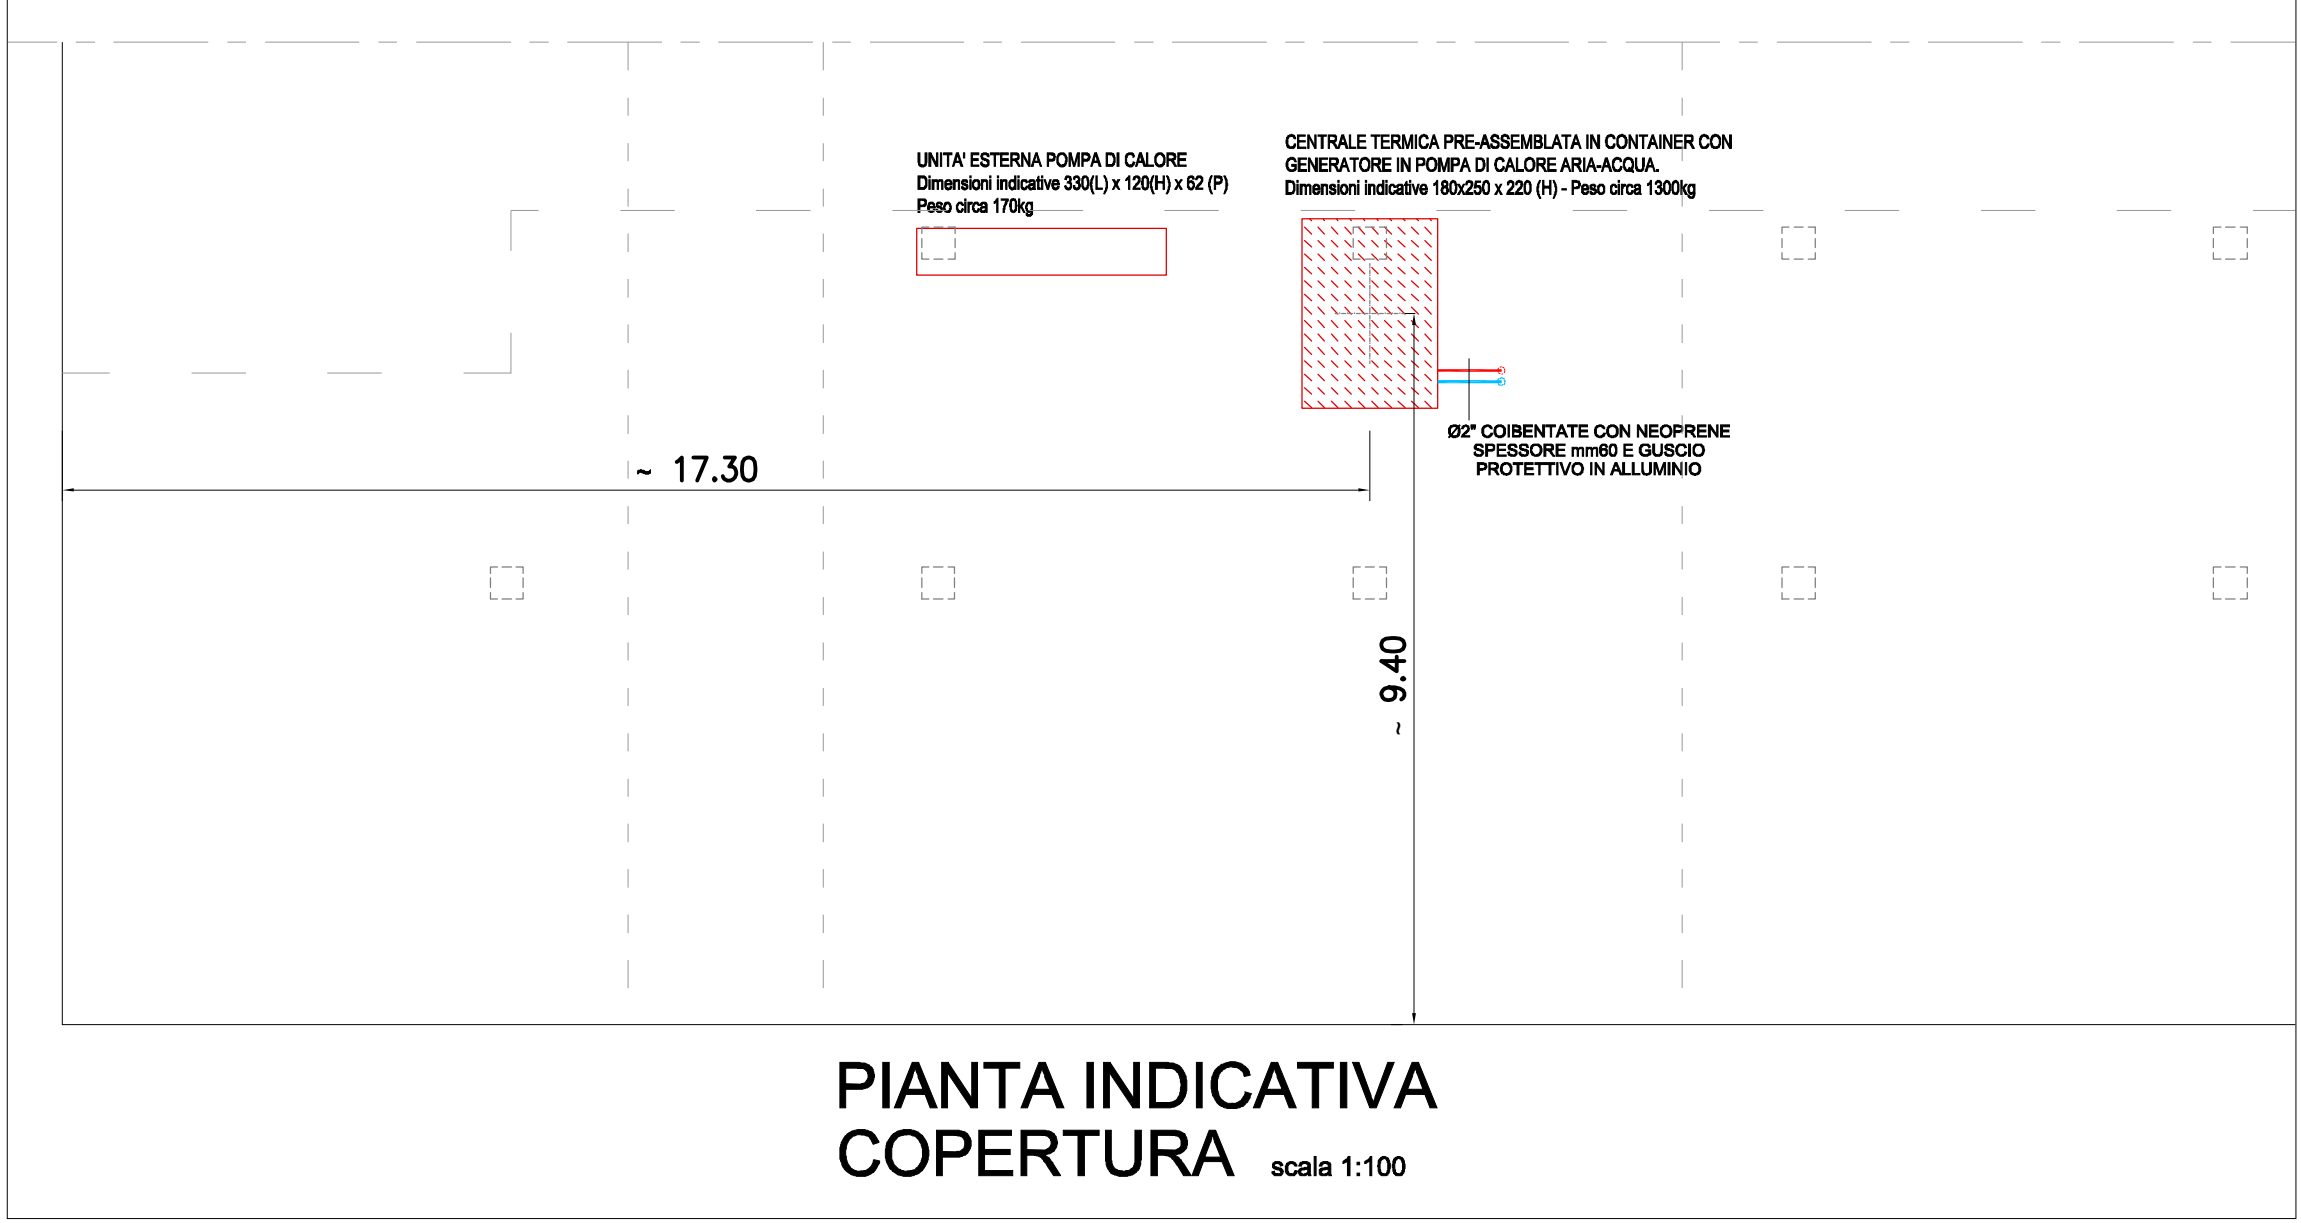 UNITA' ESTERNA POMPA DI CALORE
Dimensioni indicative 330(L) x 120(H) x 62 (P)
Peso circa 170kg
CENTRALE TERMICA PRE-ASSEMBLATA IN CONTAINER CON
GENERATORE IN POMPA DI CALORE ARIA-ACQUA.
Dimensioni indicative 180x250 x 220 (H) - Peso circa 1300kg
Ø2" COIBENTATE CON NEOPRENE
SPESSORE mm60 E GUSCIO
PROTETTIVO IN ALLUMINIO
~ 17.30
~ 9.40
PIANTA INDICATIVA
COPERTURA scala 1:100